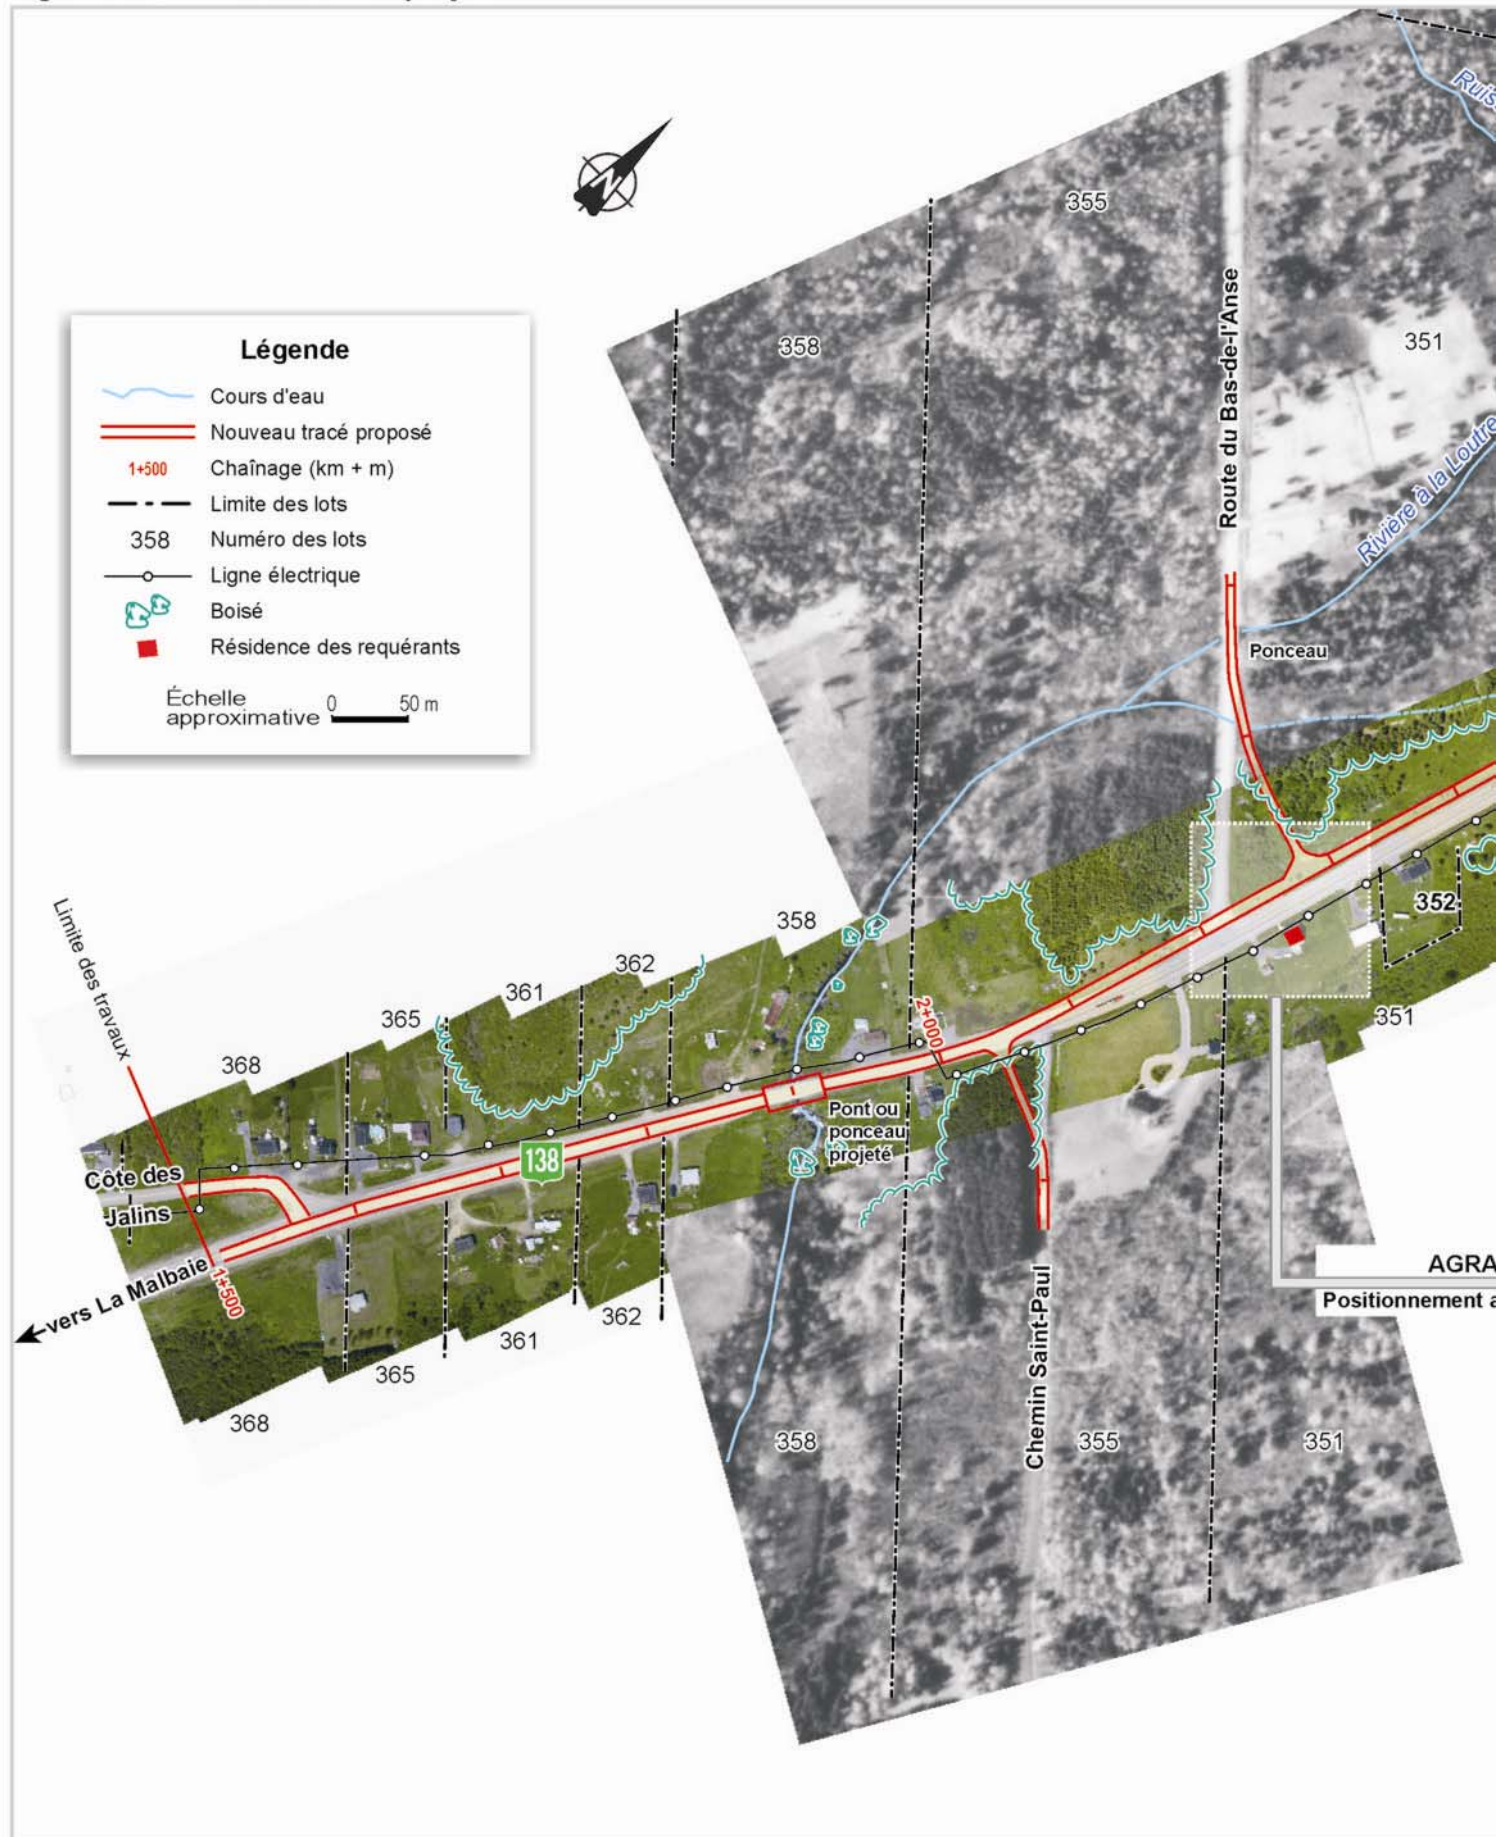 Ruis
355
358
Route du Bas-de-l'Anse
351
Légende
Cours d'eau
Nouveau tracé proposé
1+500 Chaînage (km + m)
Limite des lots
358 Numéro des lots
Ligne électrique
Boisé
Résidence des requérants
Échelle
approximative 0 50 m
N
Rivière à la Loutre
Ponceau
Limite des travaux
352
358
362
361
365
368
2+000
351
138
Pont ou
ponceau
projeté
Côte des
Jalins
vers La Malbaie
1+500
362
361
365
368
Chemin Saint-Paul
AGRA
Positionnement a
358
355
351